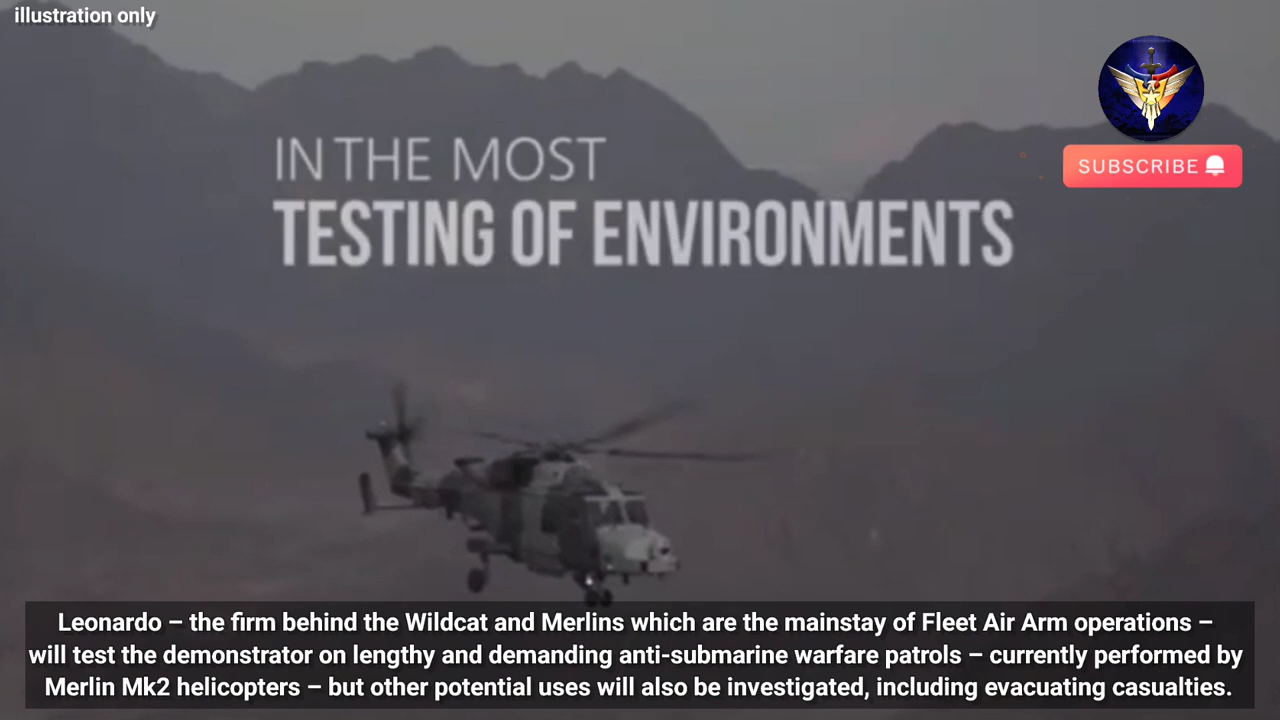 illustration only
SUBSCRIBE
IN THE MOST
TESTING OF ENVIRONMENTS
Leonardo – the firm behind the Wildcat and Merlins which are the mainstay of Fleet Air Arm operations –
will test the demonstrator on lengthy and demanding anti-submarine warfare patrols – currently performed by
Merlin Mk2 helicopters – but other potential uses will also be investigated, including evacuating casualties.